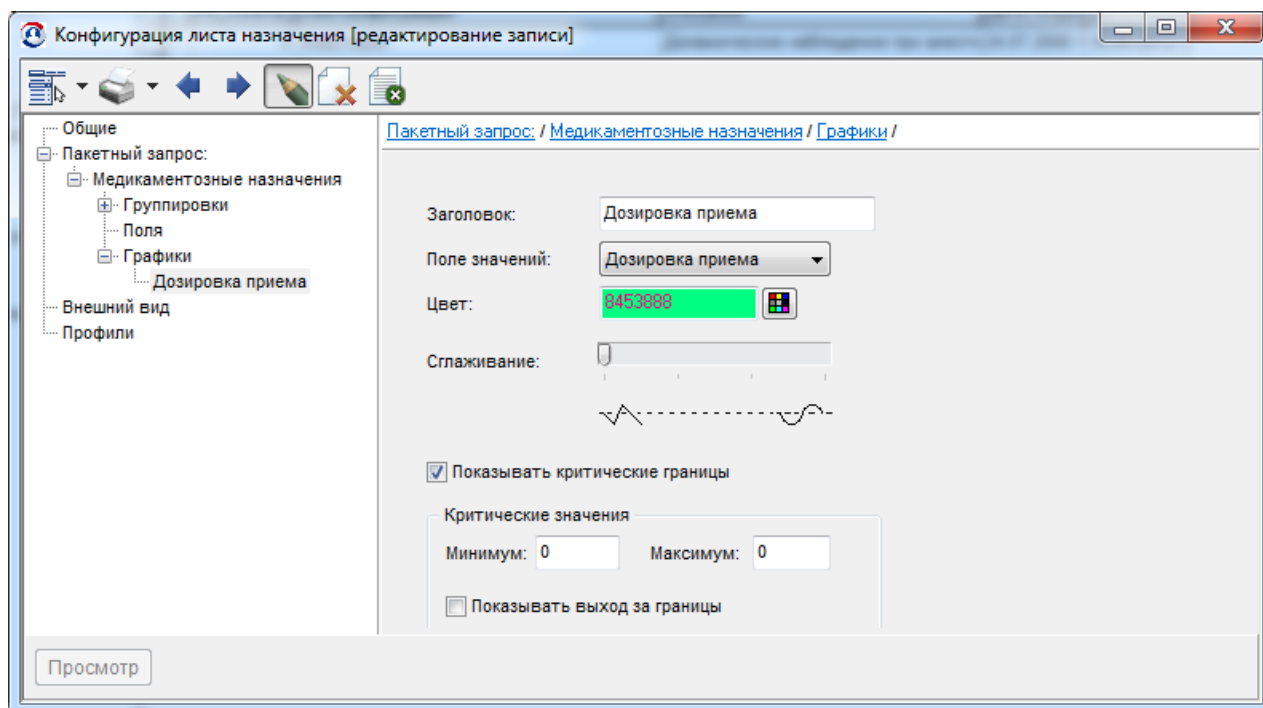 Конфигурация листа назначения [редактирование записи]
Общие
Пакетный запрос:
Медикаментозные назначения
Группировки
Поля
Графики
Дозировка приема
Внешний вид
Профили
Пакетный запрос: / Медикаментозные назначения / Графики /
Заголовок: Дозировка приема
Поле значений: Дозировка приема
Цвет: 8453888
Сглаживание:
Показывать критические границы
Критические значения
Минимум: 0 Максимум: 0
Показывать выход за границы
Просмотр